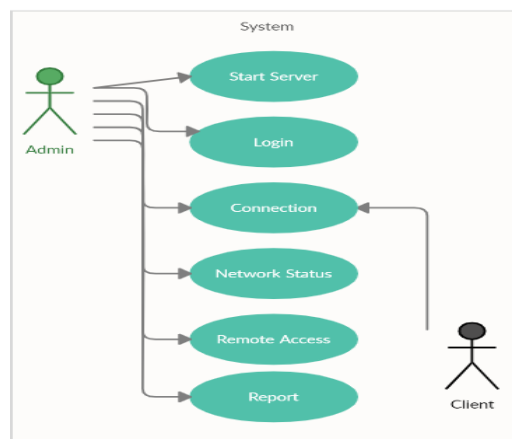 System
Start Server
Admin
Login
Connection
Network Status
Remote Access
Report
Client